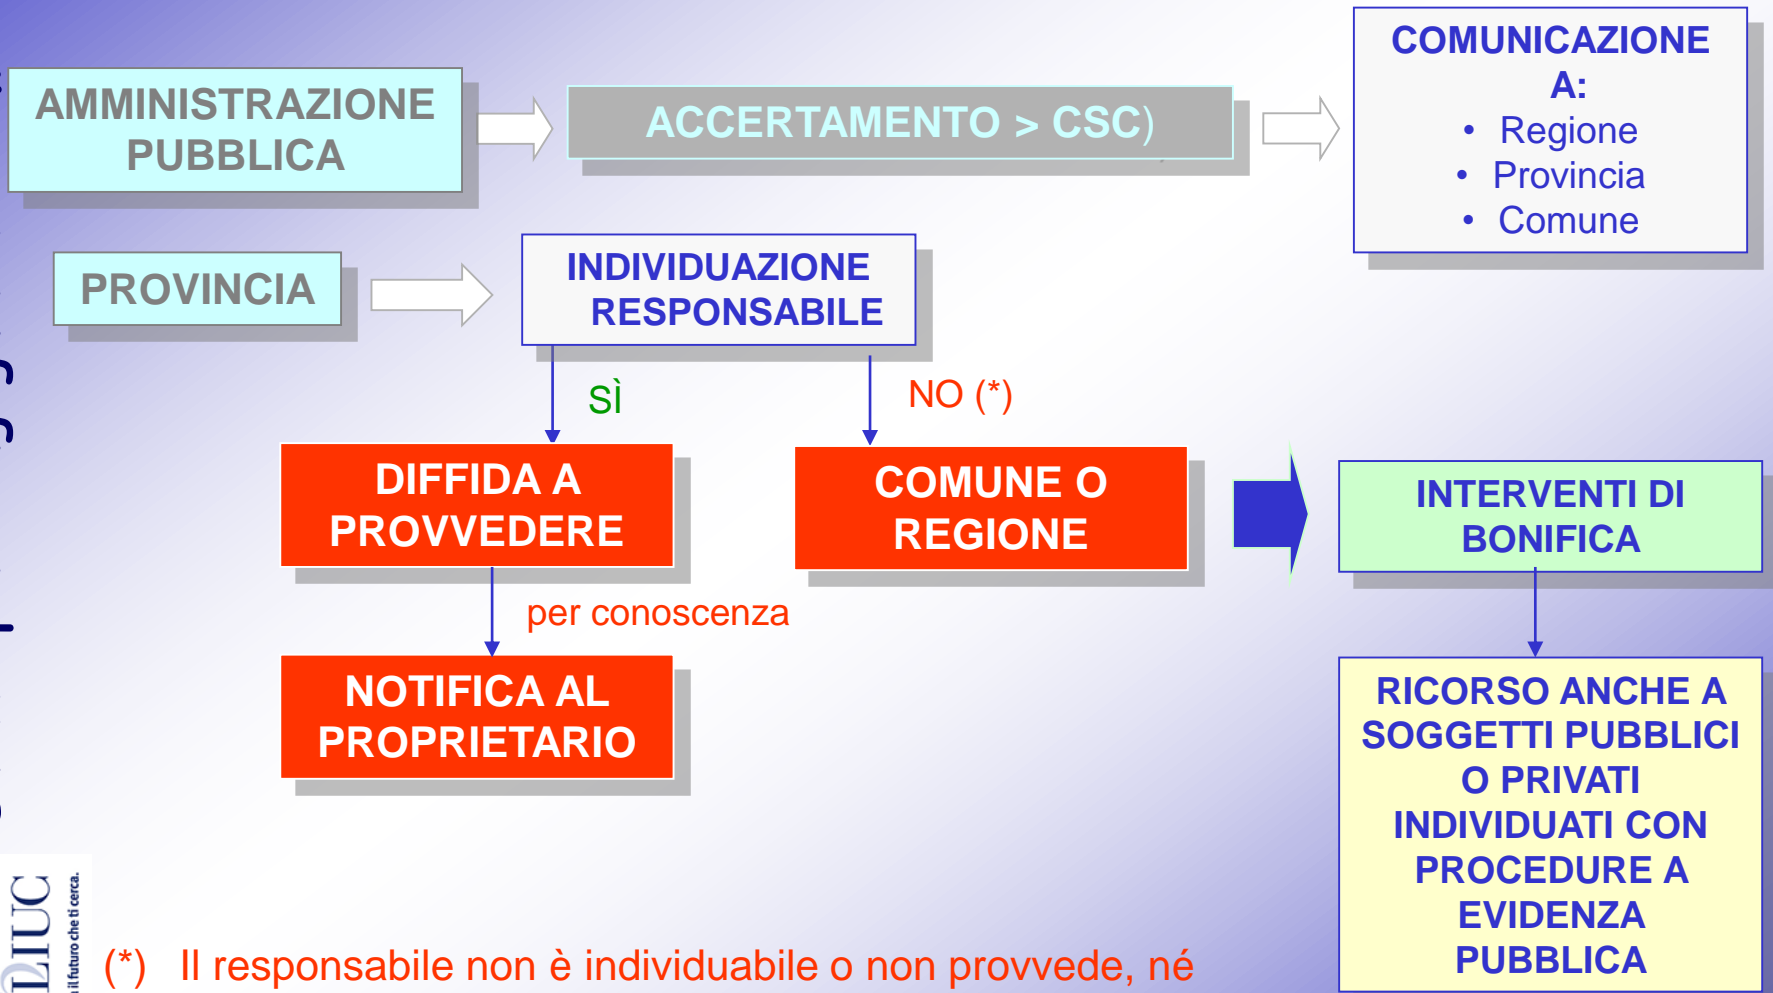 AMMINISTRAZIONE
PUBBLICA
ACCERTAMENTO > CSC)
COMUNICAZIONE
A:
• Regione
• Provincia
• Comune
PROVINCIA
INDIVIDUAZIONE
RESPONSABILE
SÌ
NO (*)
DIFFIDA A
PROVVEDERE
COMUNE O
REGIONE
INTERVENTI DI
BONIFICA
per conoscenza
NOTIFICA AL
PROPRIETARIO
RICORSO ANCHE A
SOGGETTI PUBBLICI
O PRIVATI
INDIVIDUATI CON
PROCEDURE A
EVIDENZA
PUBBLICA
(*) Il responsabile non è individuabile o non provvede, né
LIUC
il futuro che ti cerca.